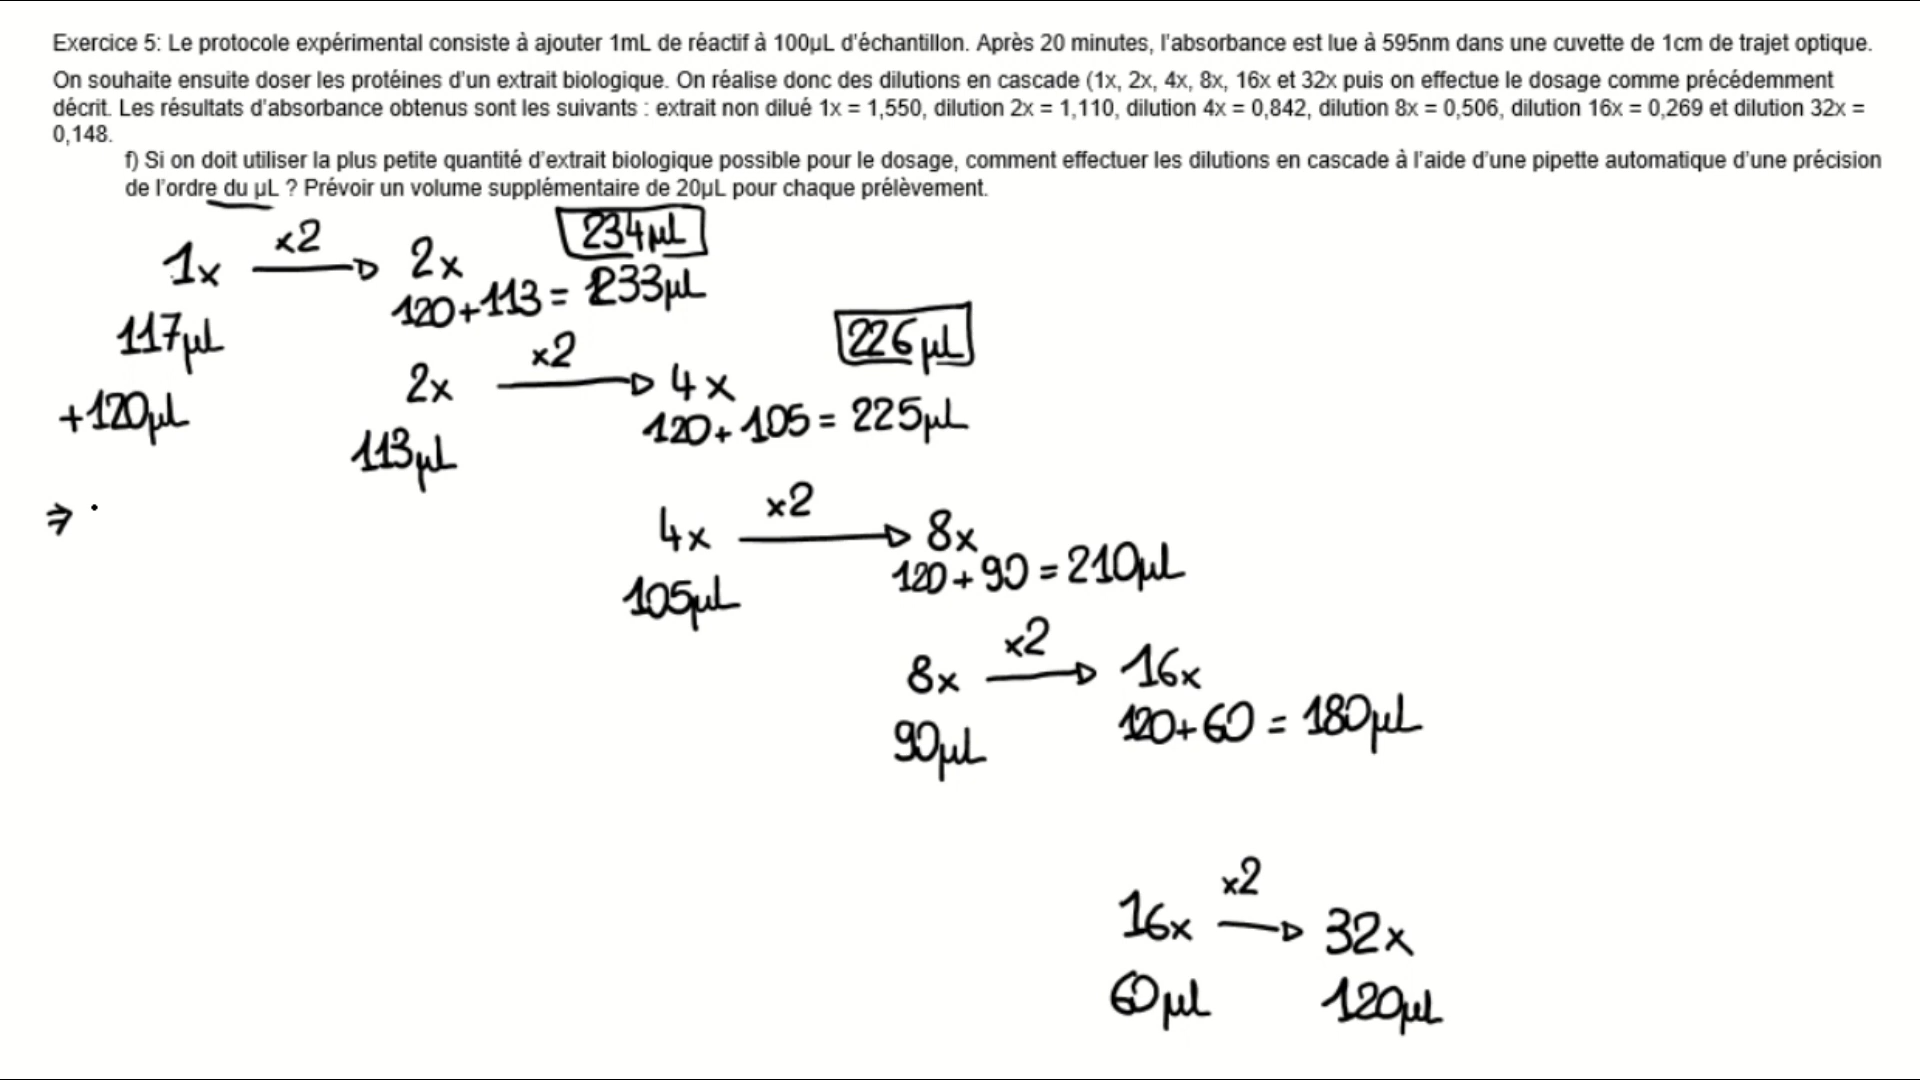 Exercice 5: Le protocole expérimental consiste à ajouter 1mL de réactif à 100µL d'échantillon. Après 20 minutes, l'absorbance est lue à 595nm dans une cuvette de 1cm de trajet optique.
On souhaite ensuite doser les protéines d'un extrait biologique. On réalise donc des dilutions en cascade (1x, 2x, 4x, 8x, 16x et 32x puis on effectue le dosage comme précédemment
décrit. Les résultats d'absorbance obtenus sont les suivants : extrait non dilué 1x = 1,550, dilution 2x = 1,110, dilution 4x = 0,842, dilution 8x = 0,506, dilution 16x = 0,269 et dilution 32x =
0,148.
f) Si on doit utiliser la plus petite quantité d'extrait biologique possible pour le dosage, comment effectuer les dilutions en cascade à l'aide d'une pipette automatique d'une précision
de l'ordre du µL ? Prévoir un volume supplémentaire de 20µL pour chaque prélèvement.
234µL
1x x2 → 2x
120+113 = 233µL
117µL
226µL
+120µL
2x x2 → 4x
120+105 = 225µL
113µL
⇒
4x x2 → 8x
120+90 = 210µL
105µL
8x x2 → 16x
120+60 = 180µL
90µL
16x x2 → 32x
60µL 120µL